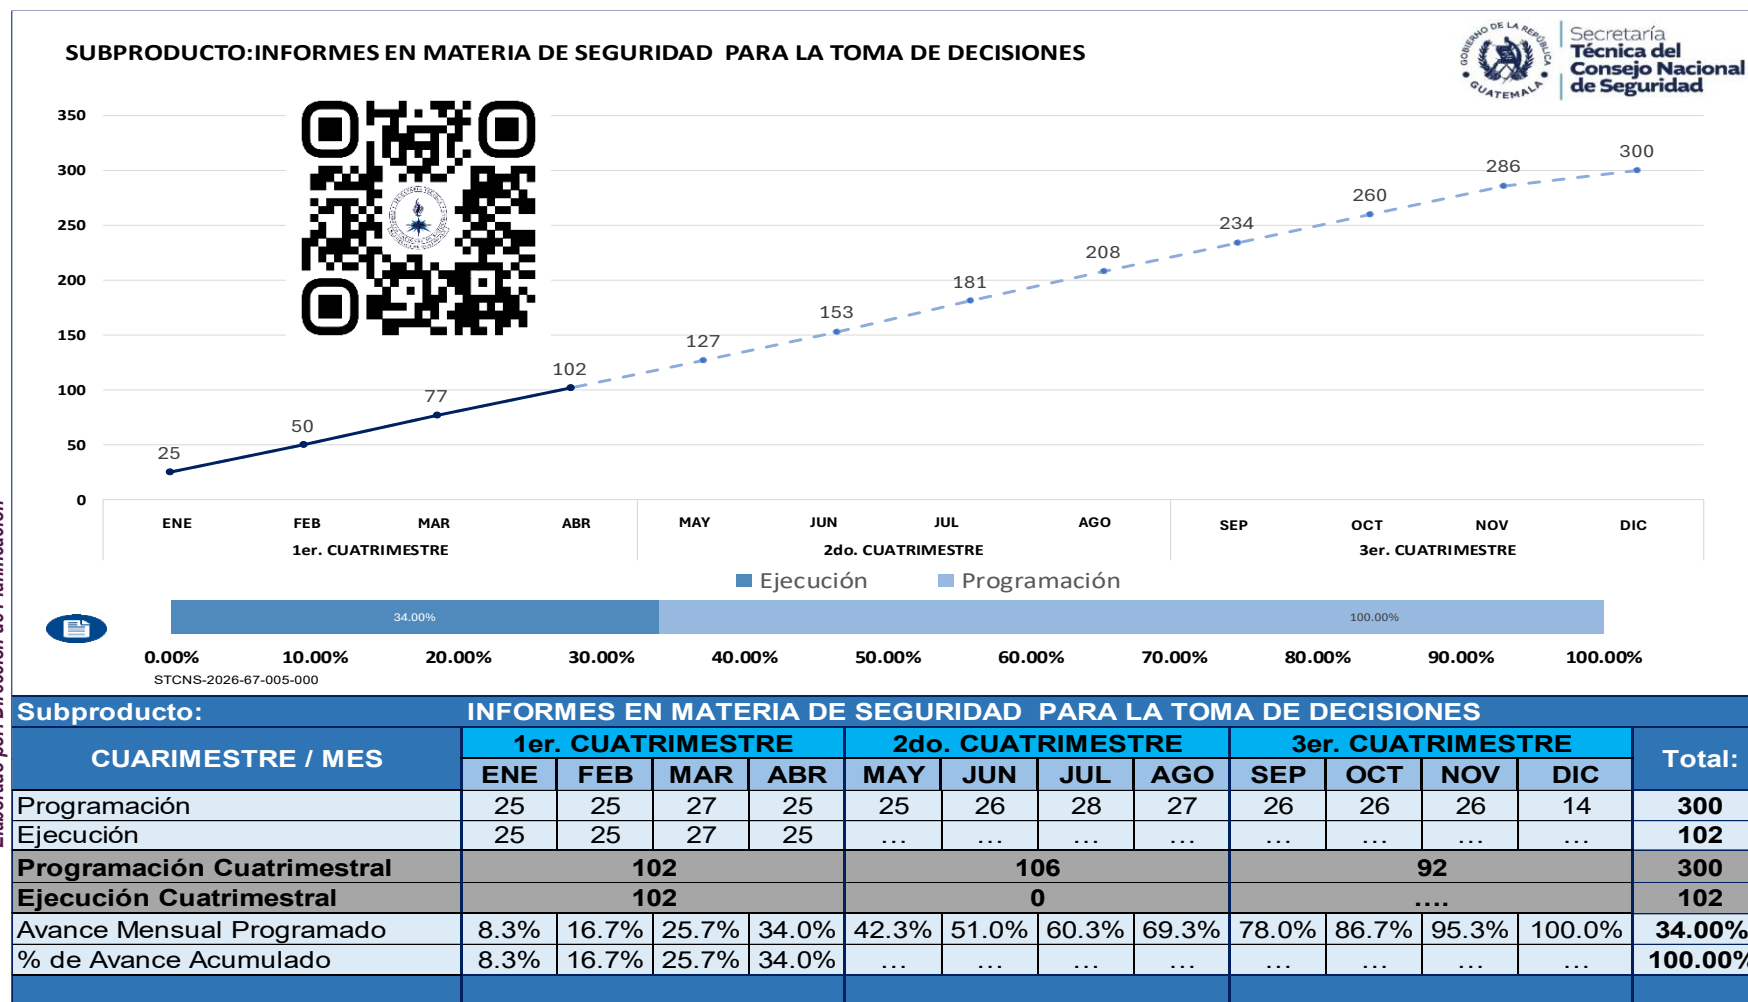 SUBPRODUCTO:INFORMES EN MATERIA DE SEGURIDAD PARA LA TOMA DE DECISIONES
GOBIERNO DE LA REPÚBLICA
GUATEMALA
Secretaría
Técnica del
Consejo Nacional
de Seguridad
350
300
250
200
150
100
50
0
25
50
77
102
127
153
181
208
234
260
286
300
ENE FEB MAR ABR MAY JUN JUL AGO SEP OCT NOV DIC
1er. CUATRIMESTRE 2do. CUATRIMESTRE 3er. CUATRIMESTRE
Ejecución Programación
34.00% 100.00%
0.00% 10.00% 20.00% 30.00% 40.00% 50.00% 60.00% 70.00% 80.00% 90.00% 100.00%
STCNS-2026-67-005-000
Subproducto: INFORMES EN MATERIA DE SEGURIDAD PARA LA TOMA DE DECISIONES
CUARIMESTRE / MES 1er. CUATRIMESTRE 2do. CUATRIMESTRE 3er. CUATRIMESTRE Total:
ENE FEB MAR ABR MAY JUN JUL AGO SEP OCT NOV DIC
Programación 25 25 27 25 25 26 28 27 26 26 26 14 300
Ejecución 25 25 27 25 ... ... ... ... ... ... ... ... 102
Programación Cuatrimestral 102 106 92 300
Ejecución Cuatrimestral 102 0 .... 102
Avance Mensual Programado 8.3% 16.7% 25.7% 34.0% 42.3% 51.0% 60.3% 69.3% 78.0% 86.7% 95.3% 100.0% 34.00%
% de Avance Acumulado 8.3% 16.7% 25.7% 34.0% ... ... ... ... ... ... ... ... 100.00%